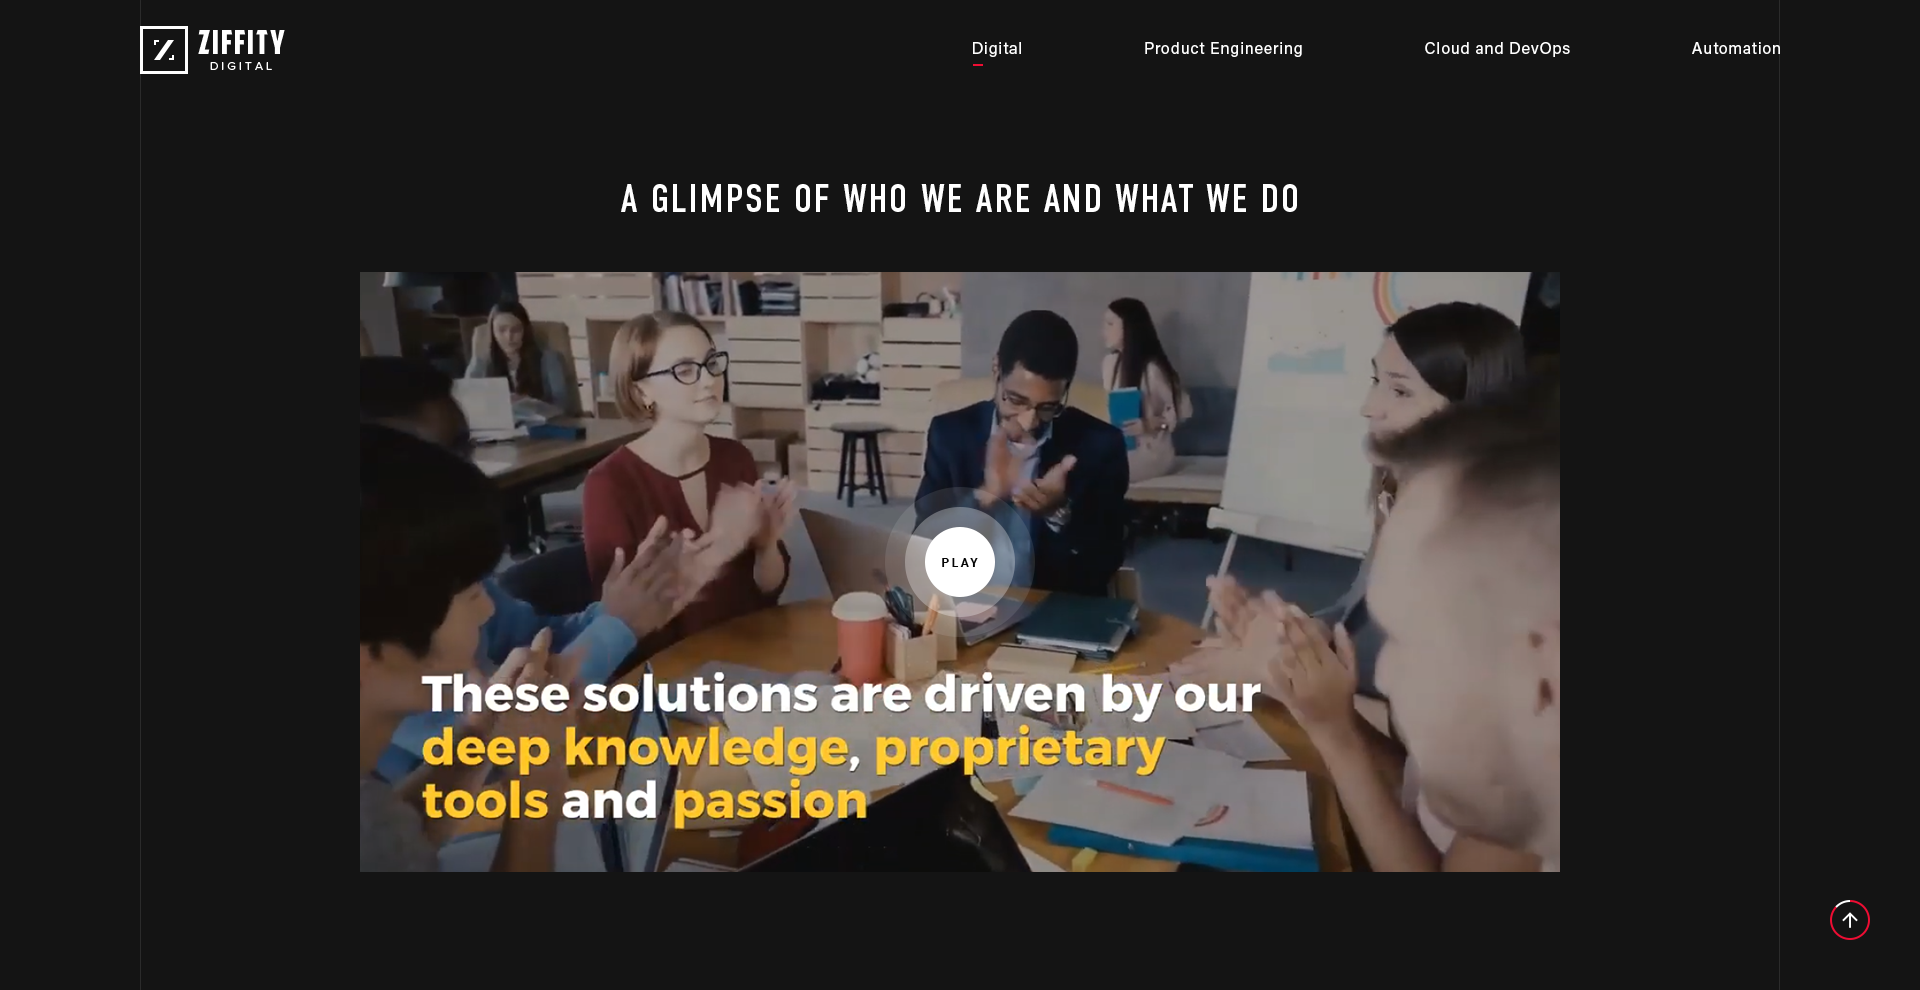 ZIFFITY
DIGITAL
Digital
Product Engineering
Cloud and DevOps
Automation
A GLIMPSE OF WHO WE ARE AND WHAT WE DO
PLAY
These solutions are driven by our
deep knowledge, proprietary
tools and passion